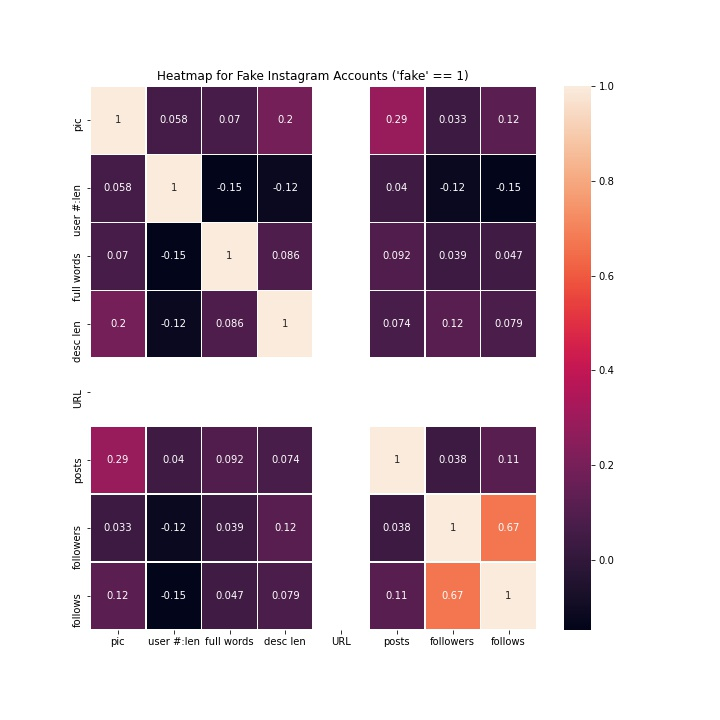 Heatmap for Fake Instagram Accounts ('fake' == 1)
pic 1 0.058 0.07 0.2 0.29 0.033 0.12
user #:len 0.058 1 -0.15 -0.12 0.04 -0.12 -0.15
full words 0.07 -0.15 1 0.086 0.092 0.039 0.047
desc len 0.2 -0.12 0.086 1 0.074 0.12 0.079
URL
posts 0.29 0.04 0.092 0.074 1 0.038 0.11
followers 0.033 -0.12 0.039 0.12 0.038 1 0.67
follows 0.12 -0.15 0.047 0.079 0.11 0.67 1
pic user #:len full words desc len URL posts followers follows
1.0
0.8
0.6
0.4
0.2
0.0